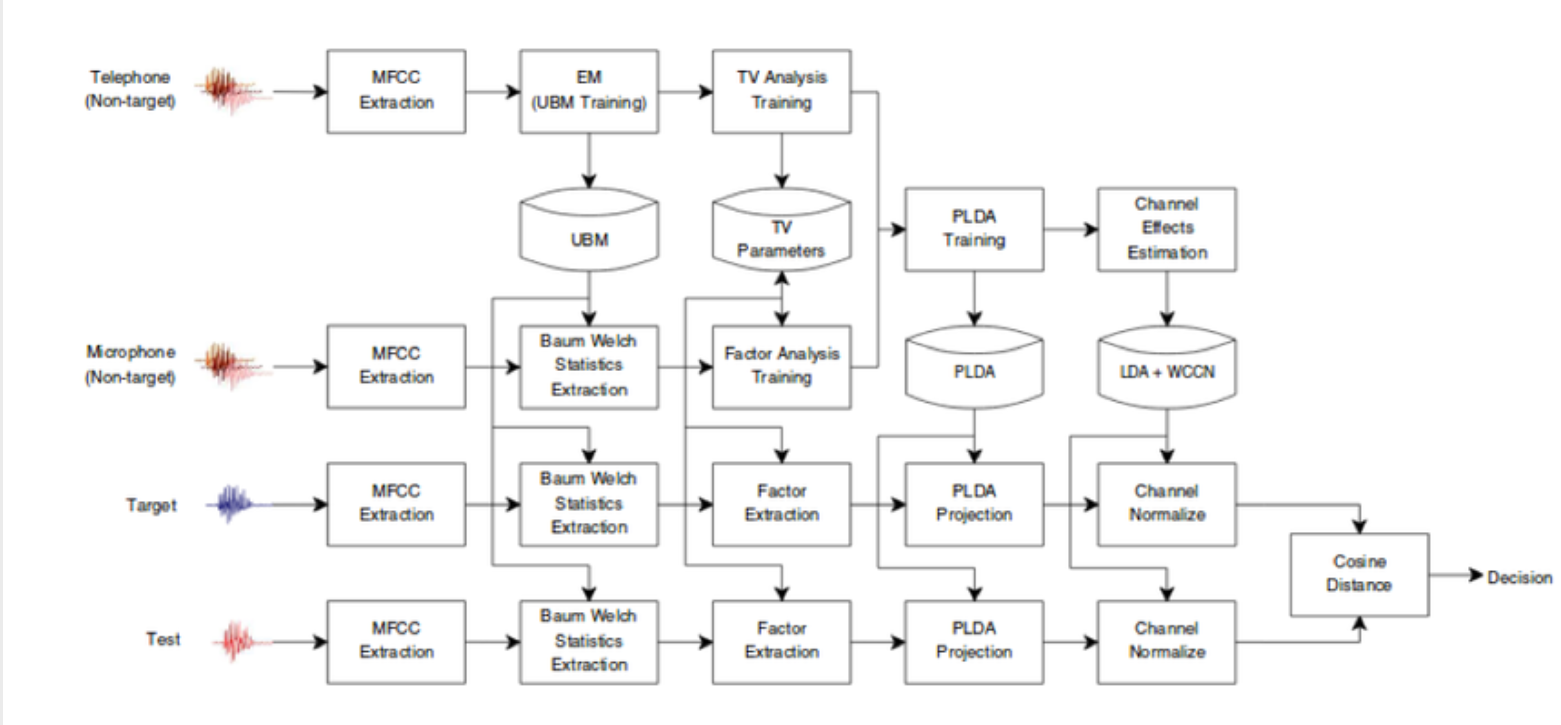 Telephone
(Non-target)
MFCC
Extraction
EM
(UBM Training)
TV Analysis
Training
UBM
TV
Parameters
PLDA
Training
Channel
Effects
Estimation
Microphone
(Non-target)
MFCC
Extraction
Baum Welch
Statistics
Extraction
Factor Analysis
Training
PLDA
LDA + WCCN
Target
MFCC
Extraction
Baum Welch
Statistics
Extraction
Factor
Extraction
PLDA
Projection
Channel
Normalize
Cosine
Distance
Decision
Test
MFCC
Extraction
Baum Welch
Statistics
Extraction
Factor
Extraction
PLDA
Projection
Channel
Normalize